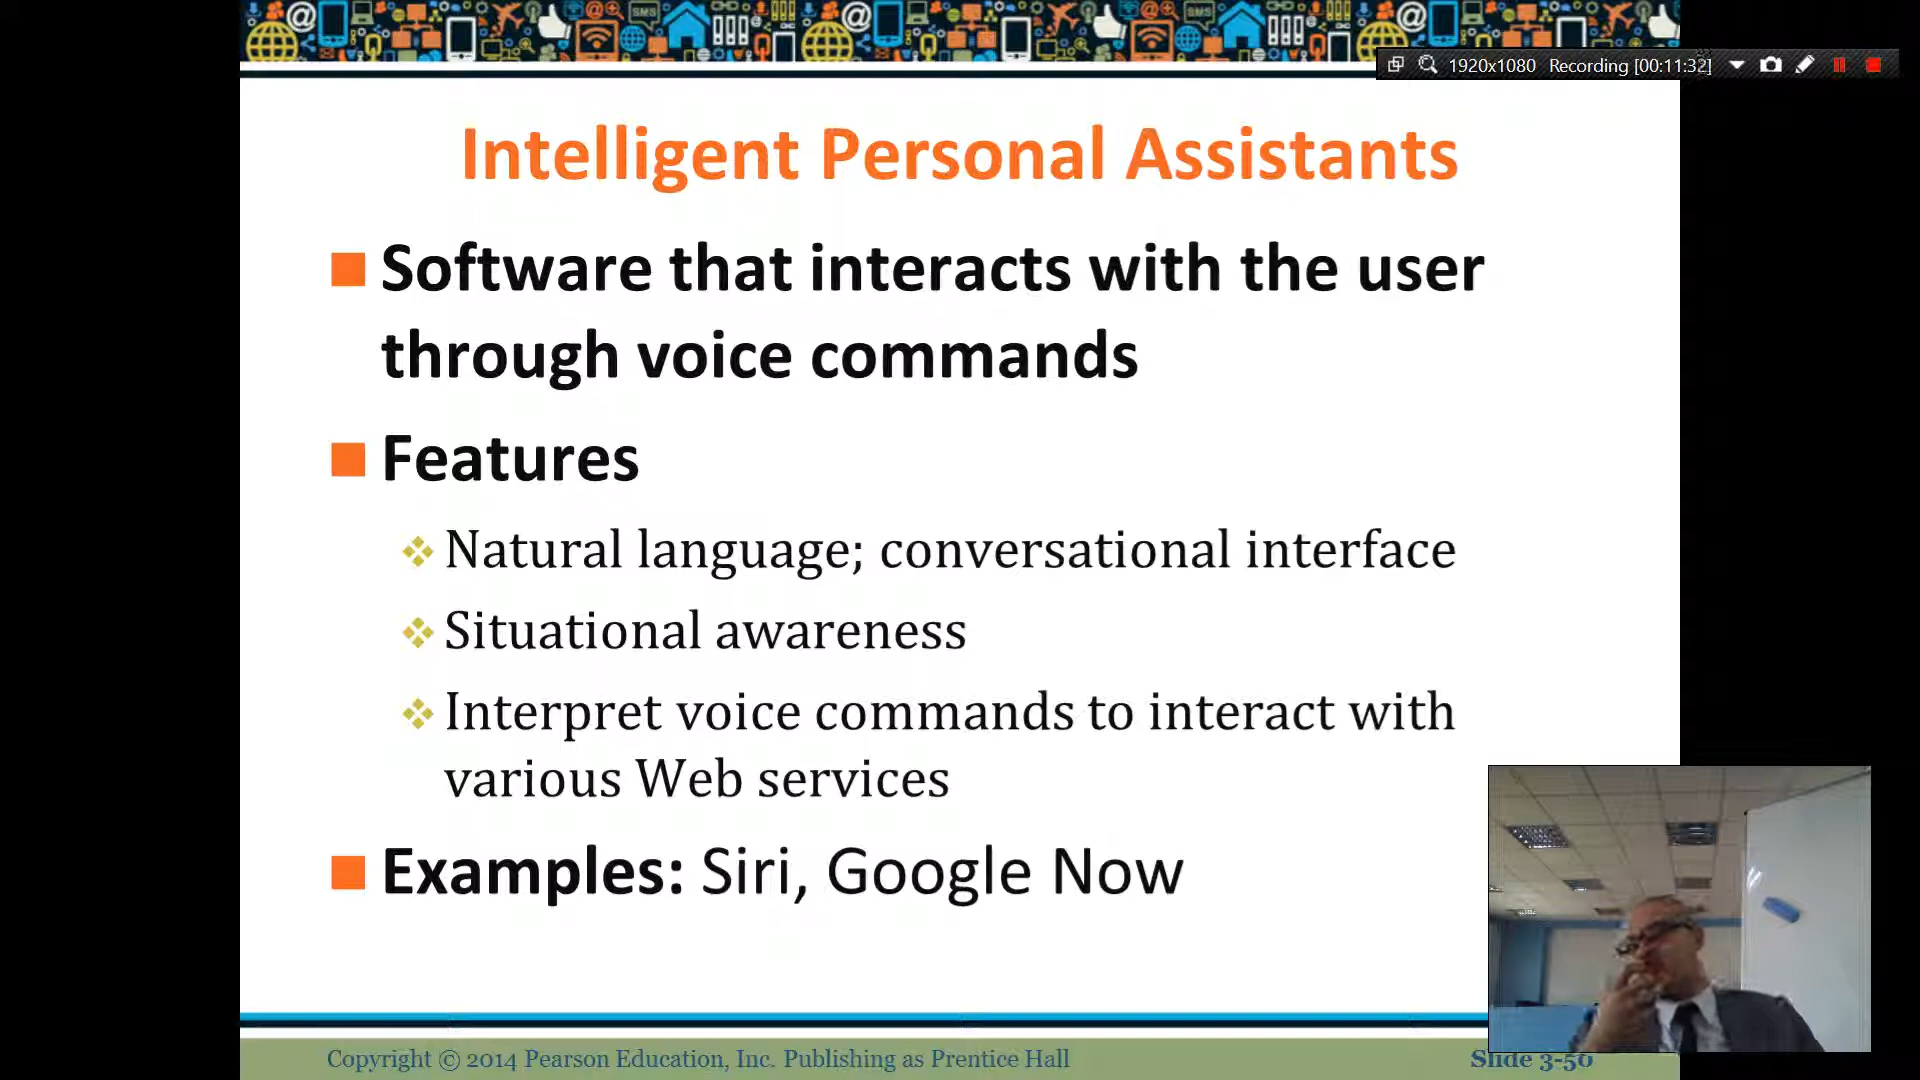 1920x1080 Recording [00:11:32]
Intelligent Personal Assistants
Software that interacts with the user
through voice commands
Features
Natural language; conversational interface
Situational awareness
Interpret voice commands to interact with
various Web services
Examples: Siri, Google Now
Copyright © 2014 Pearson Education, Inc. Publishing as Prentice Hall
Slide 3-50